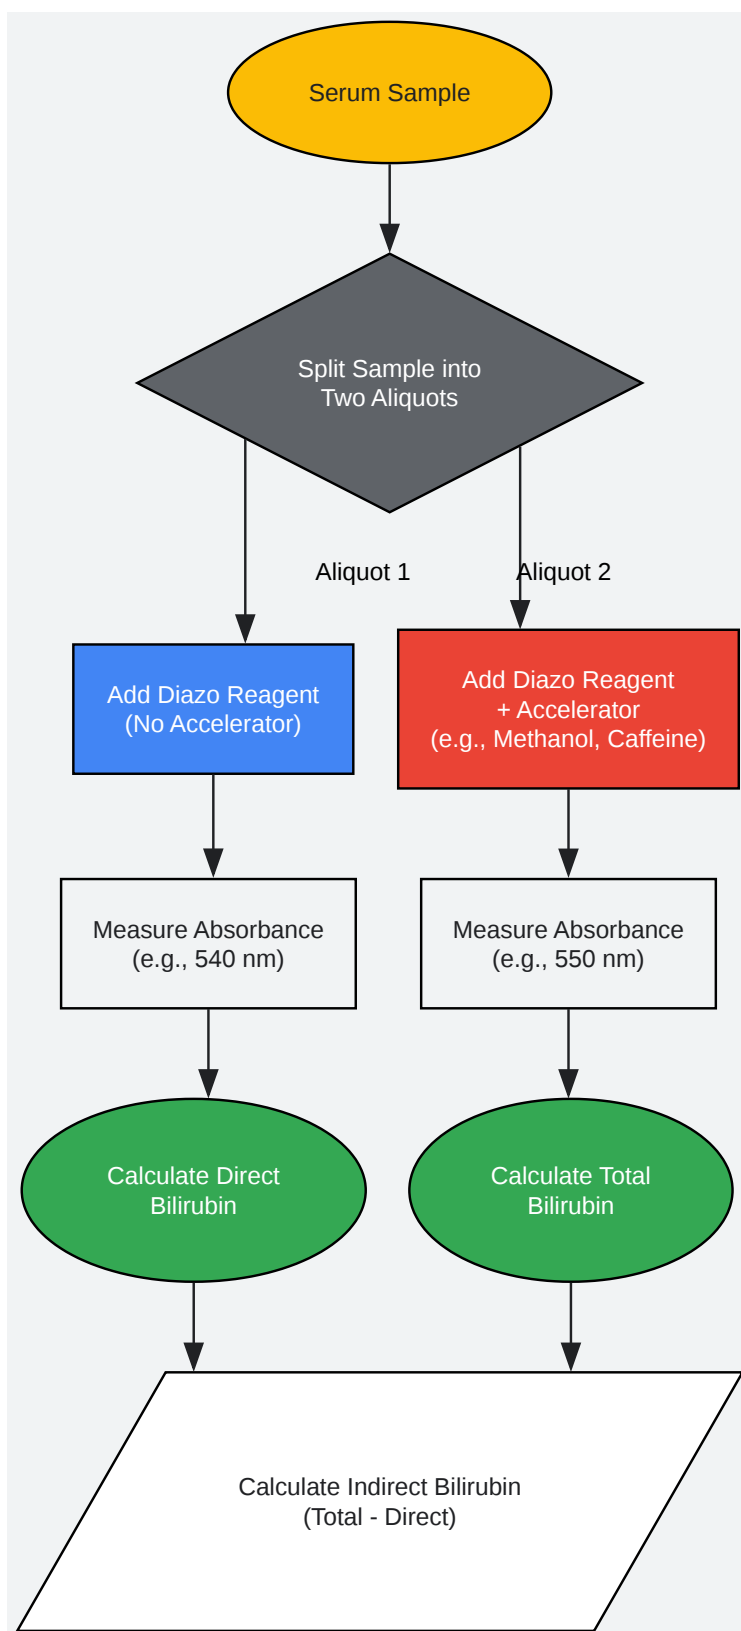 Serum Sample
Split Sample into
Two Aliquots
Aliquot 1
Aliquot 2
Add Diazo Reagent
(No Accelerator)
Add Diazo Reagent
+ Accelerator
(e.g., Methanol, Caffeine)
Measure Absorbance
(e.g., 540 nm)
Measure Absorbance
(e.g., 550 nm)
Calculate Direct
Bilirubin
Calculate Total
Bilirubin
Calculate Indirect Bilirubin
(Total - Direct)